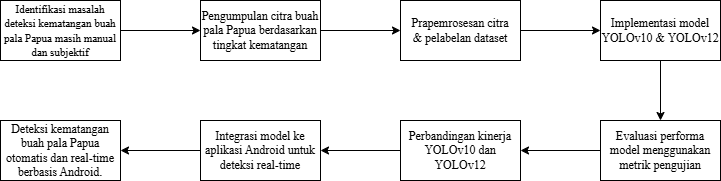 Identifikasi masalah
deteksi kematangan buah
pala Papua masih manual
dan subjektif
Pengumpulan citra buah
pala Papua berdasarkan
tingkat kematangan
Prapemrosesan citra
& pelabelan dataset
Implementasi model
YOLOv10 & YOLOv12
Evaluasi performa
model menggunakan
metrik pengujian
Perbandingan kinerja
YOLOv10 dan
YOLOv12
Integrasi model ke
aplikasi Android untuk
deteksi real-time
Deteksi kematangan
buah pala Papua
otomatis dan real-time
berbasis Android.